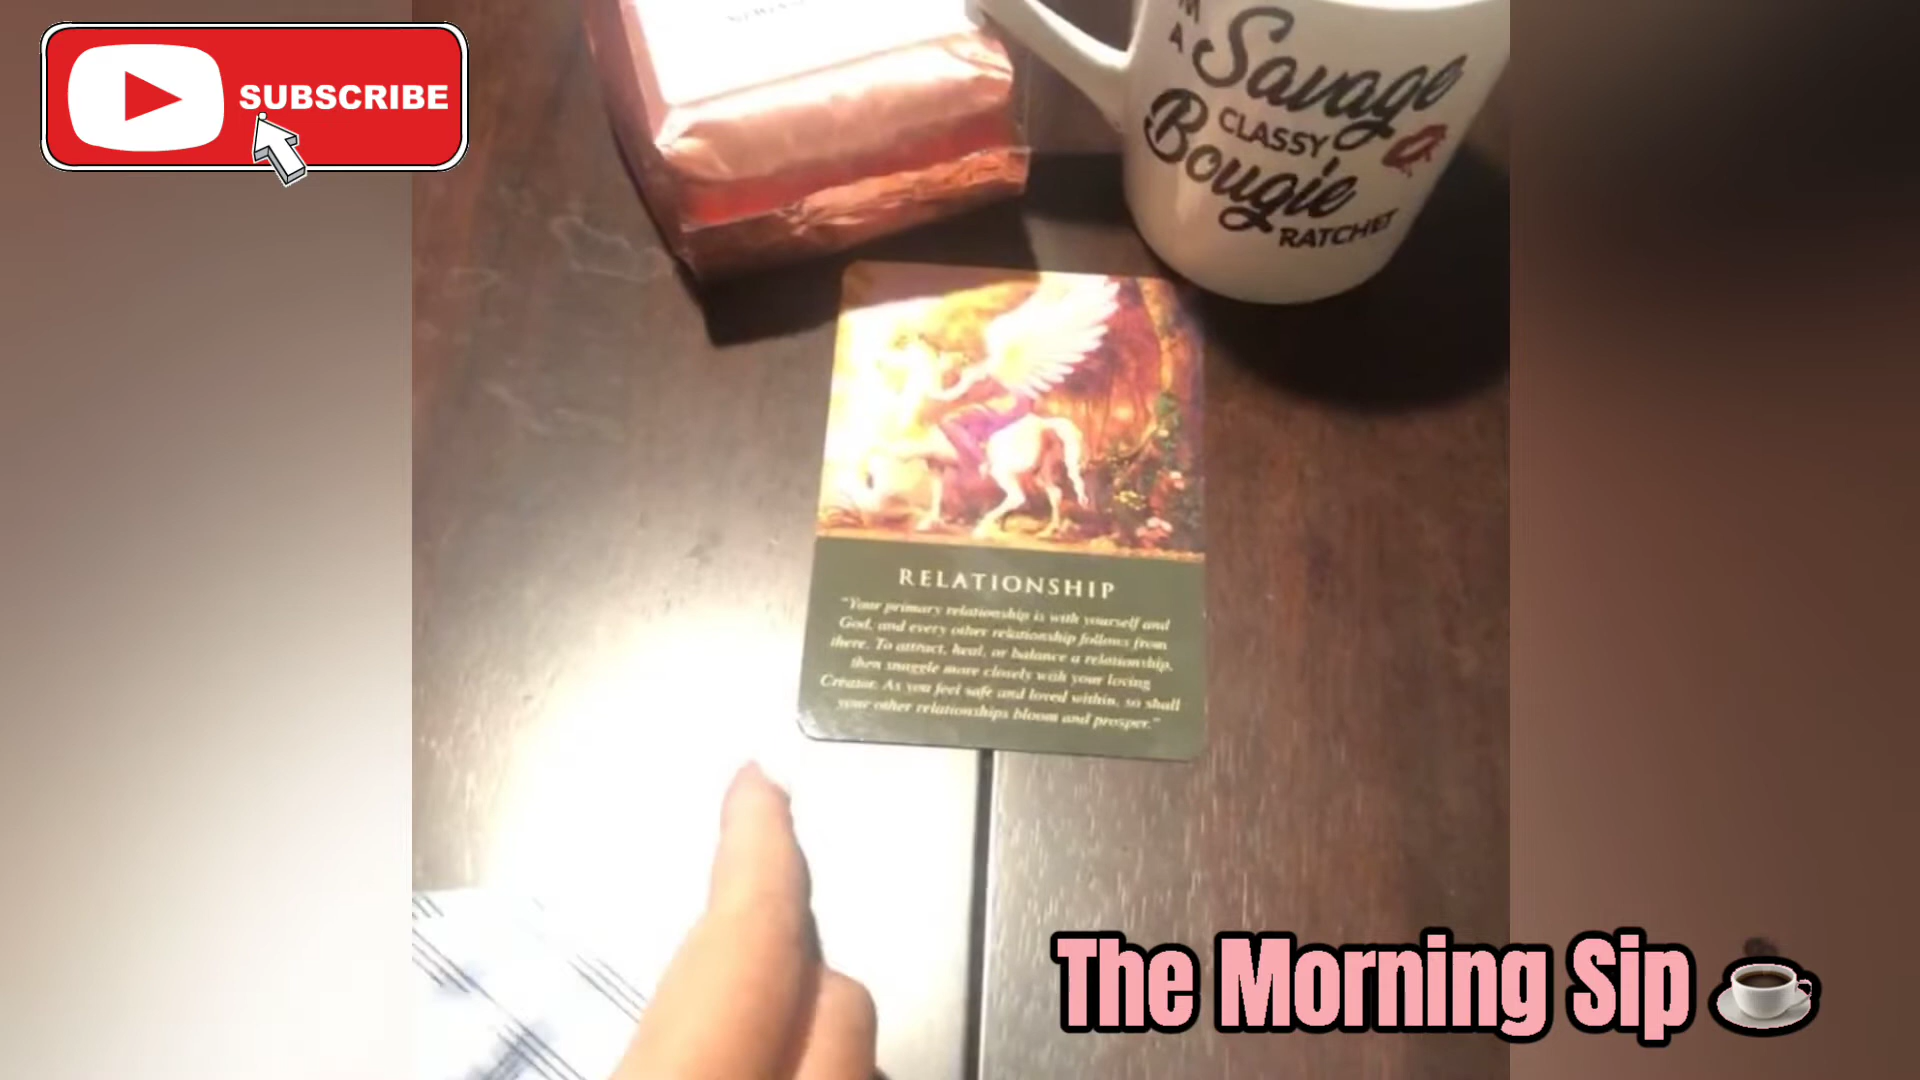 SUBSCRIBE
A
Savage
CLASSY
Bougie
RATCHET
RELATIONSHIP
"Your primary relationship is with yourself and
God, and every other relationship follows from
there. To attract, heal, or balance a relationship,
then snuggle more closely with your loving
Creator. As you feel safe and loved within, so shall
your other relationships bloom and prosper."
The Morning Sip